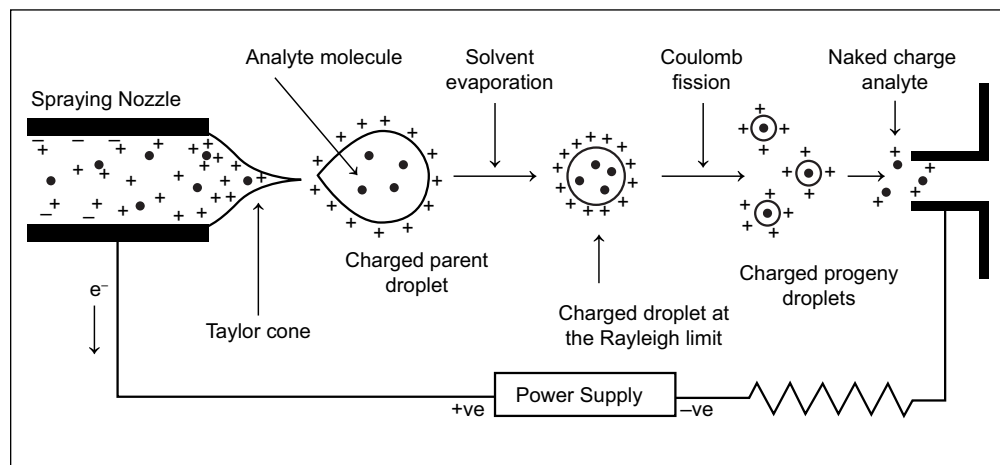 Analyte molecule
Solvent
evaporation
Coulomb
fission
Naked charge
analyte
Spraying Nozzle
Charged parent
droplet
Charged progeny
droplets
e⁻
Taylor cone
Charged droplet at
the Rayleigh limit
+ve
Power Supply
–ve